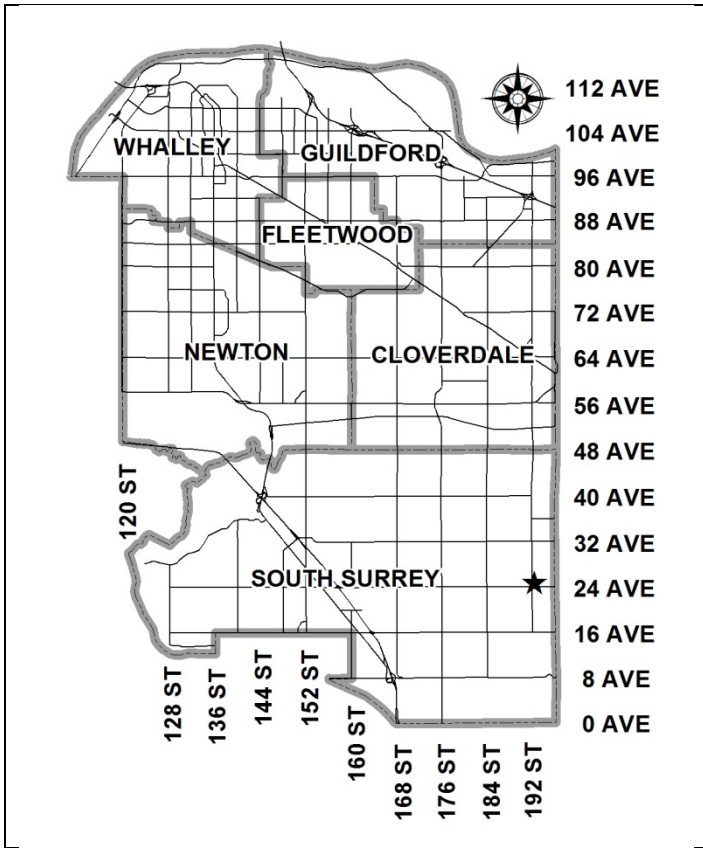 112 AVE
104 AVE
WHALLEY
GUILDFORD
96 AVE
88 AVE
FLEETWOOD
80 AVE
72 AVE
NEWTON
CLOVERDALE
64 AVE
56 AVE
48 AVE
120 ST
40 AVE
32 AVE
SOUTH SURREY
24 AVE
16 AVE
8 AVE
0 AVE
128 ST
136 ST
144 ST
152 ST
160 ST
168 ST
176 ST
184 ST
192 ST